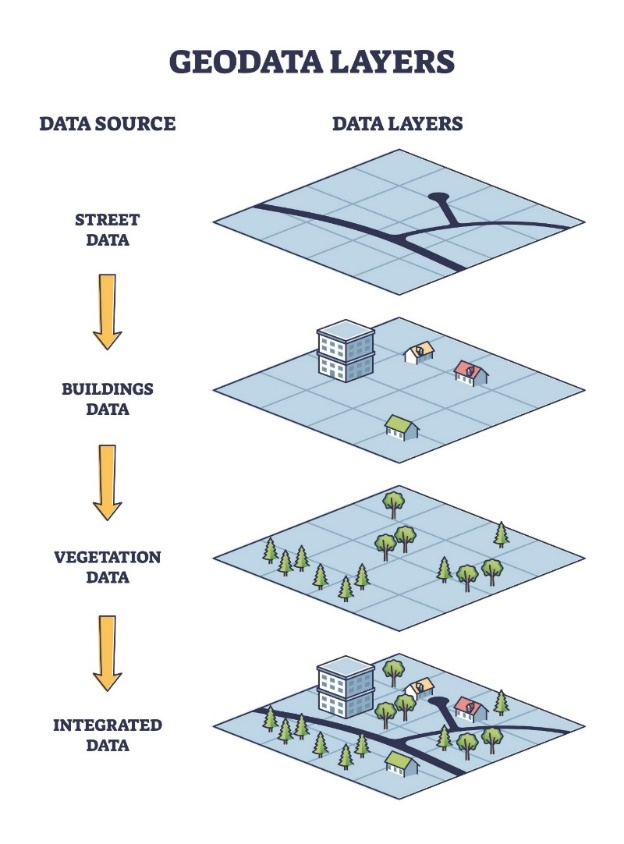 GEODATA LAYERS
DATA SOURCE
DATA LAYERS
STREET
DATA
BUILDINGS
DATA
VEGETATION
DATA
INTEGRATED
DATA